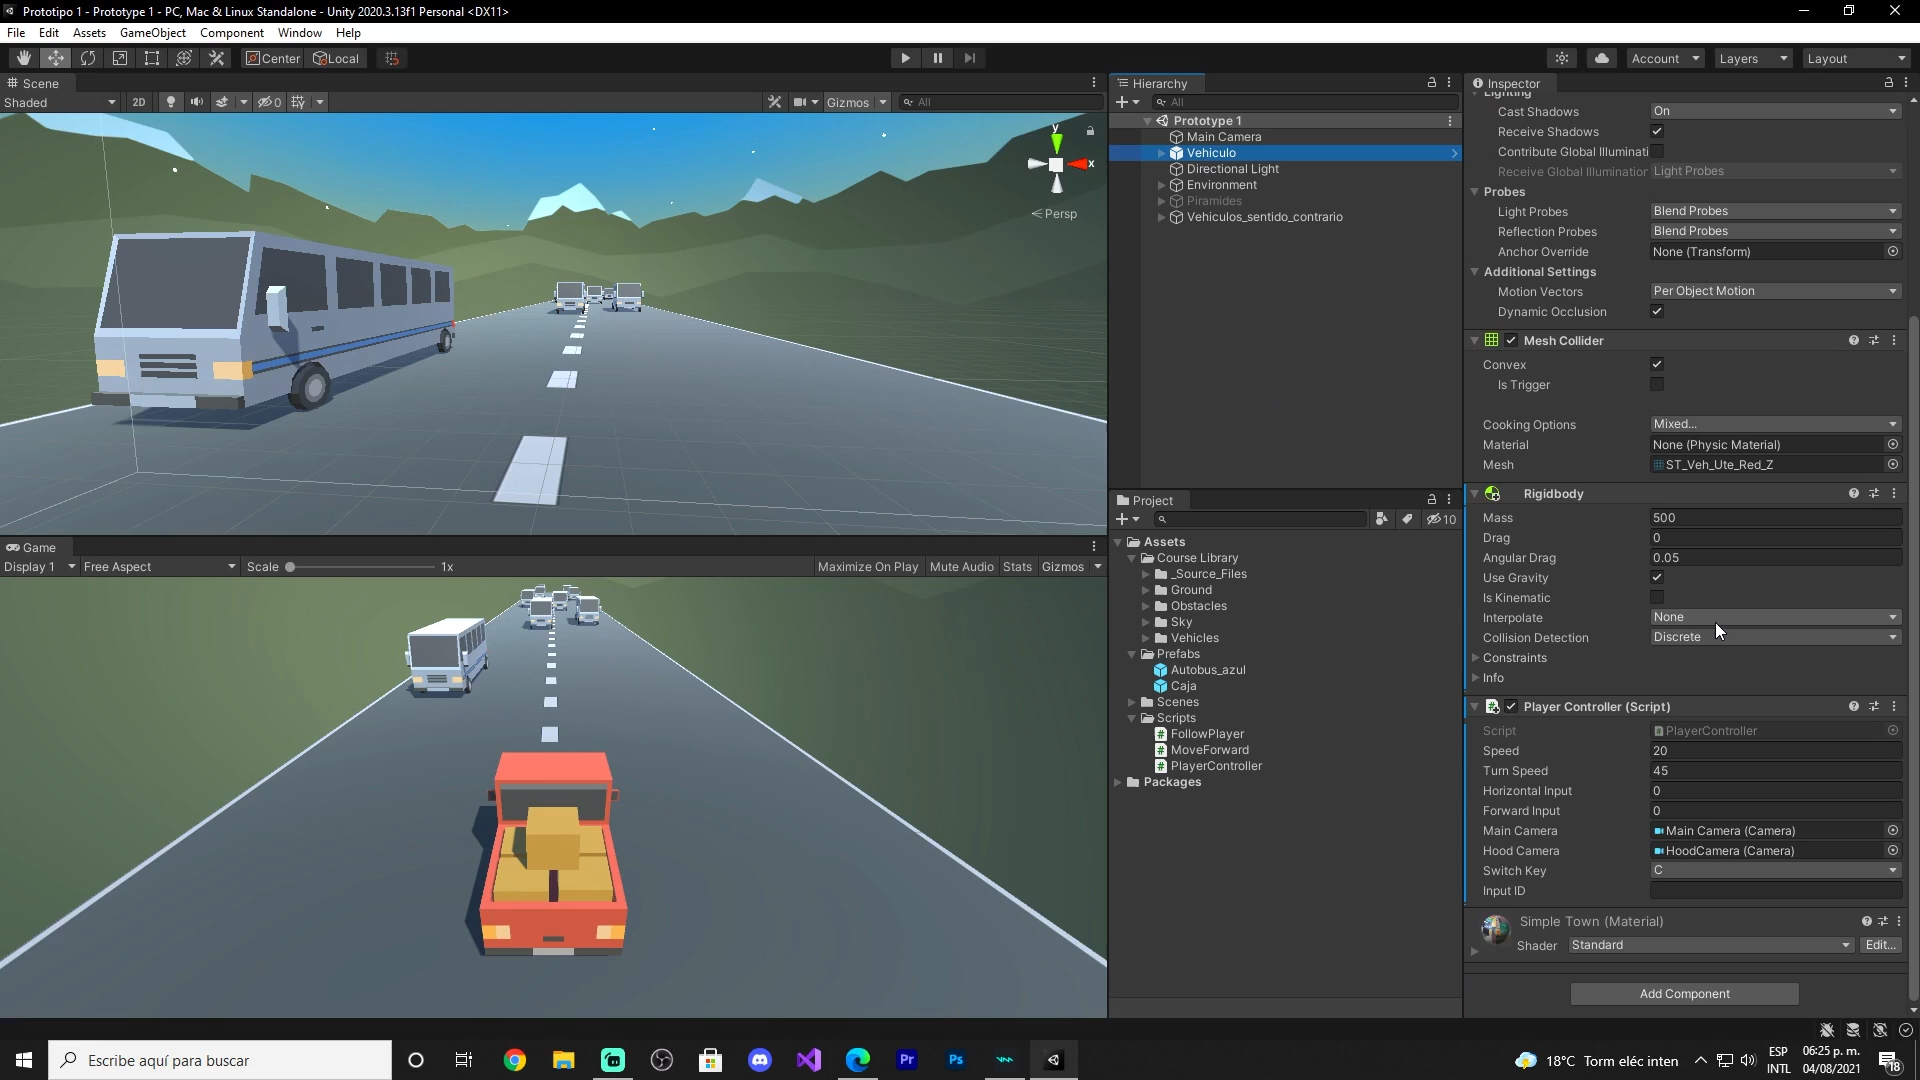 Prototipo 1 - Prototype 1 - PC, Mac & Linux Standalone - Unity 2020.3.13f1 Personal <DX11>
File Edit Assets GameObject Component Window Help
Center Local Account Layers Layout
Scene
Shaded 2D 0 Gizmos All
y
x
Persp
Game
Display 1 Free Aspect Scale 1x Maximize On Play Mute Audio Stats Gizmos
Hierarchy
All
Prototype 1
Main Camera
Vehiculo
Directional Light
Environment
Piramides
Vehiculos_sentido_contrario
Project
10
Assets
Course Library
_Source_Files
Ground
Obstacles
Sky
Vehicles
Prefabs
Autobus_azul
Caja
Scenes
Scripts
FollowPlayer
MoveForward
PlayerController
Packages
Inspector
Lighting
Cast Shadows On
Receive Shadows
Contribute Global Illuminati
Receive Global Illumination Light Probes
Probes
Light Probes Blend Probes
Reflection Probes Blend Probes
Anchor Override None (Transform)
Additional Settings
Motion Vectors Per Object Motion
Dynamic Occlusion
Mesh Collider
Convex
Is Trigger
Cooking Options Mixed...
Material None (Physic Material)
Mesh ST_Veh_Ute_Red_Z
Rigidbody
Mass 500
Drag 0
Angular Drag 0.05
Use Gravity
Is Kinematic
Interpolate None
Collision Detection Discrete
Constraints
Info
Player Controller (Script)
Script PlayerController
Speed 20
Turn Speed 45
Horizontal Input 0
Forward Input 0
Main Camera Main Camera (Camera)
Hood Camera HoodCamera (Camera)
Switch Key C
Input ID
Simple Town (Material)
Shader Standard Edit...
Add Component
Escribe aquí para buscar
Pr Ps
18°C Torm eléc inten
ESP
INTL
06:25 p. m.
04/08/2021
18